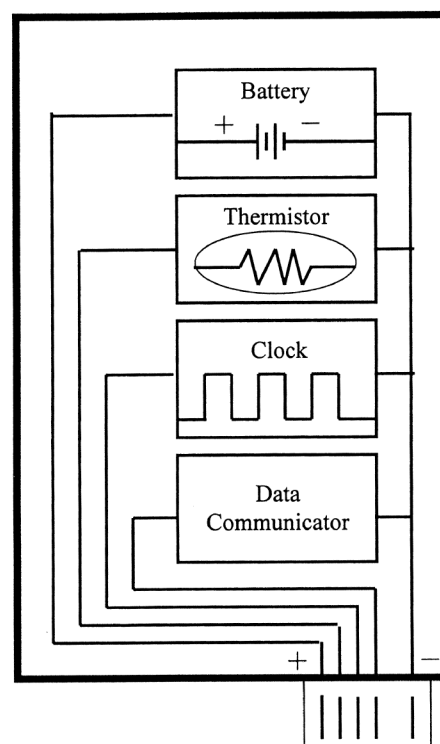 Battery
+ −
Thermistor
Clock
Data
Communicator
+ −